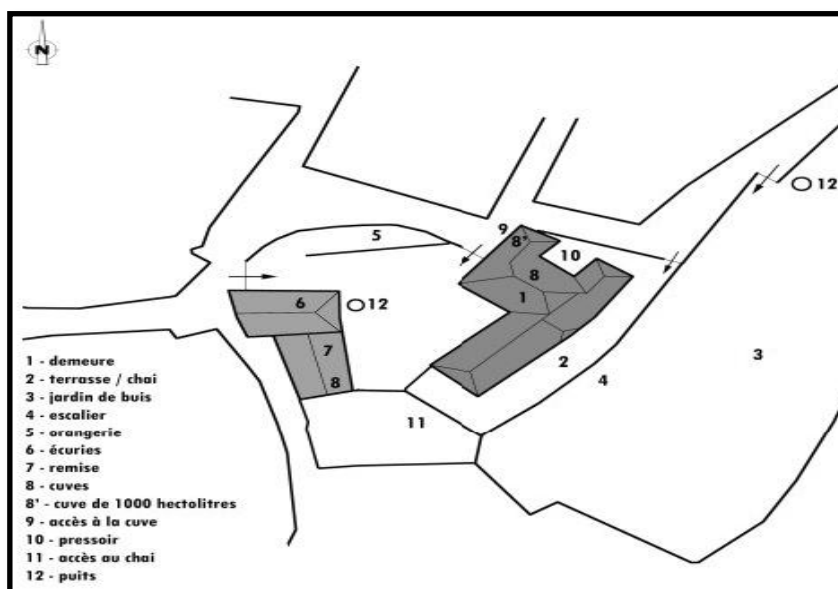 N
12
9
8'
5
10
8
6
12
1
7
2
3
8
4
11
1 - demeure
2 - terrasse / chai
3 - jardin de buis
4 - escalier
5 - orangerie
6 - écuries
7 - remise
8 - cuves
8' - cuve de 1000 hectolitres
9 - accès à la cuve
10 - pressoir
11 - accès au chai
12 - puits